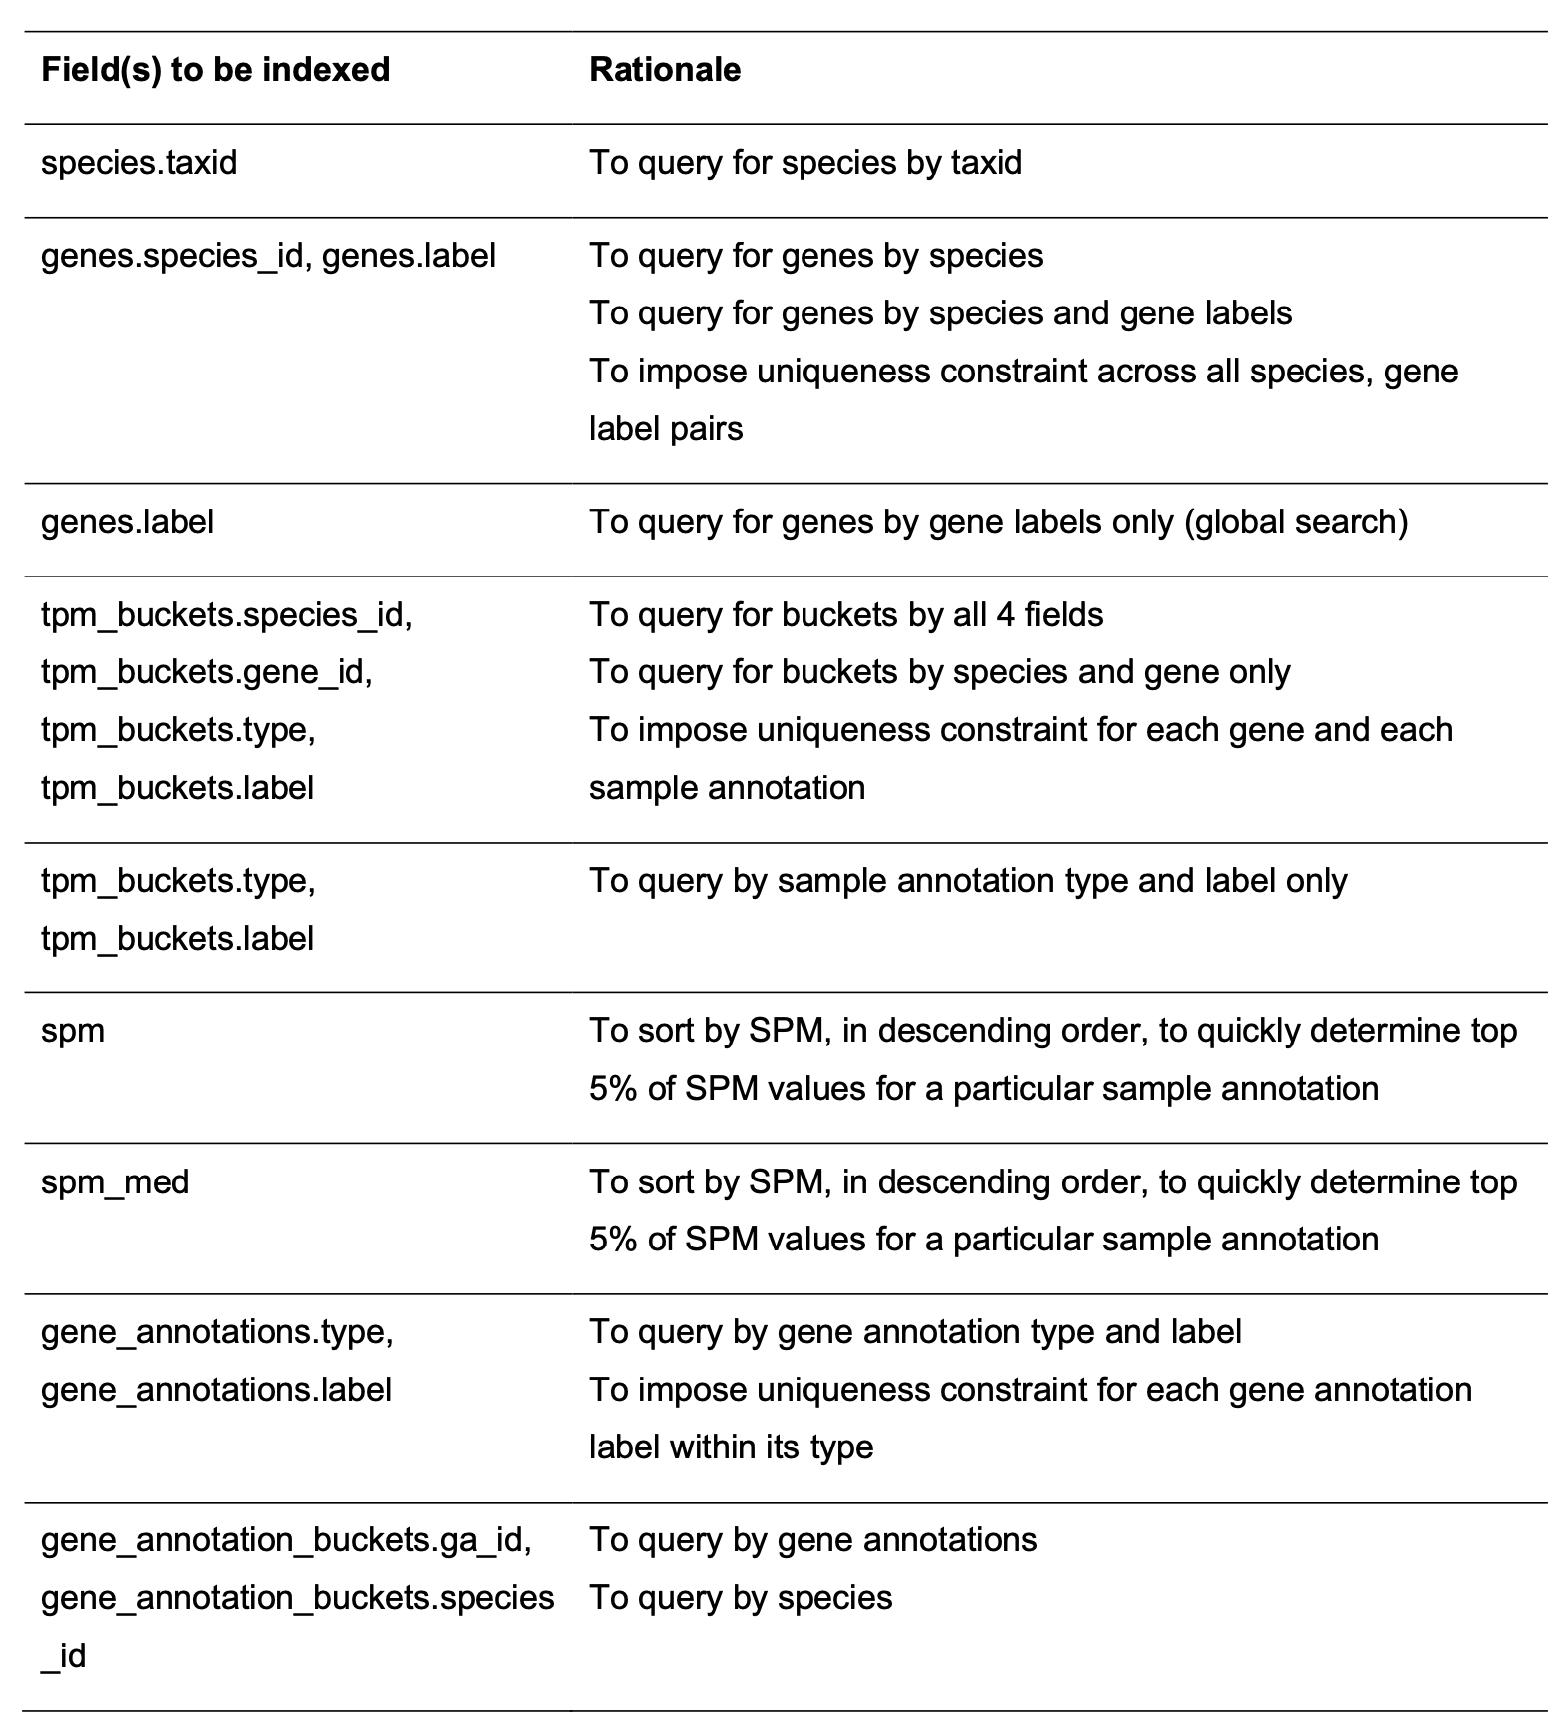 Field(s) to be indexed
Rationale
species.taxid
To query for species by taxid
genes.species_id, genes.label
To query for genes by species
To query for genes by species and gene labels
To impose uniqueness constraint across all species, gene
label pairs
genes.label
To query for genes by gene labels only (global search)
tpm_buckets.species_id,
tpm_buckets.gene_id,
tpm_buckets.type,
tpm_buckets.label
To query for buckets by all 4 fields
To query for buckets by species and gene only
To impose uniqueness constraint for each gene and each
sample annotation
tpm_buckets.type,
tpm_buckets.label
To query by sample annotation type and label only
spm
To sort by SPM, in descending order, to quickly determine top
5% of SPM values for a particular sample annotation
spm_med
To sort by SPM, in descending order, to quickly determine top
5% of SPM values for a particular sample annotation
gene_annotations.type,
gene_annotations.label
To query by gene annotation type and label
To impose uniqueness constraint for each gene annotation
label within its type
gene_annotation_buckets.ga_id,
gene_annotation_buckets.species
_id
To query by gene annotations
To query by species